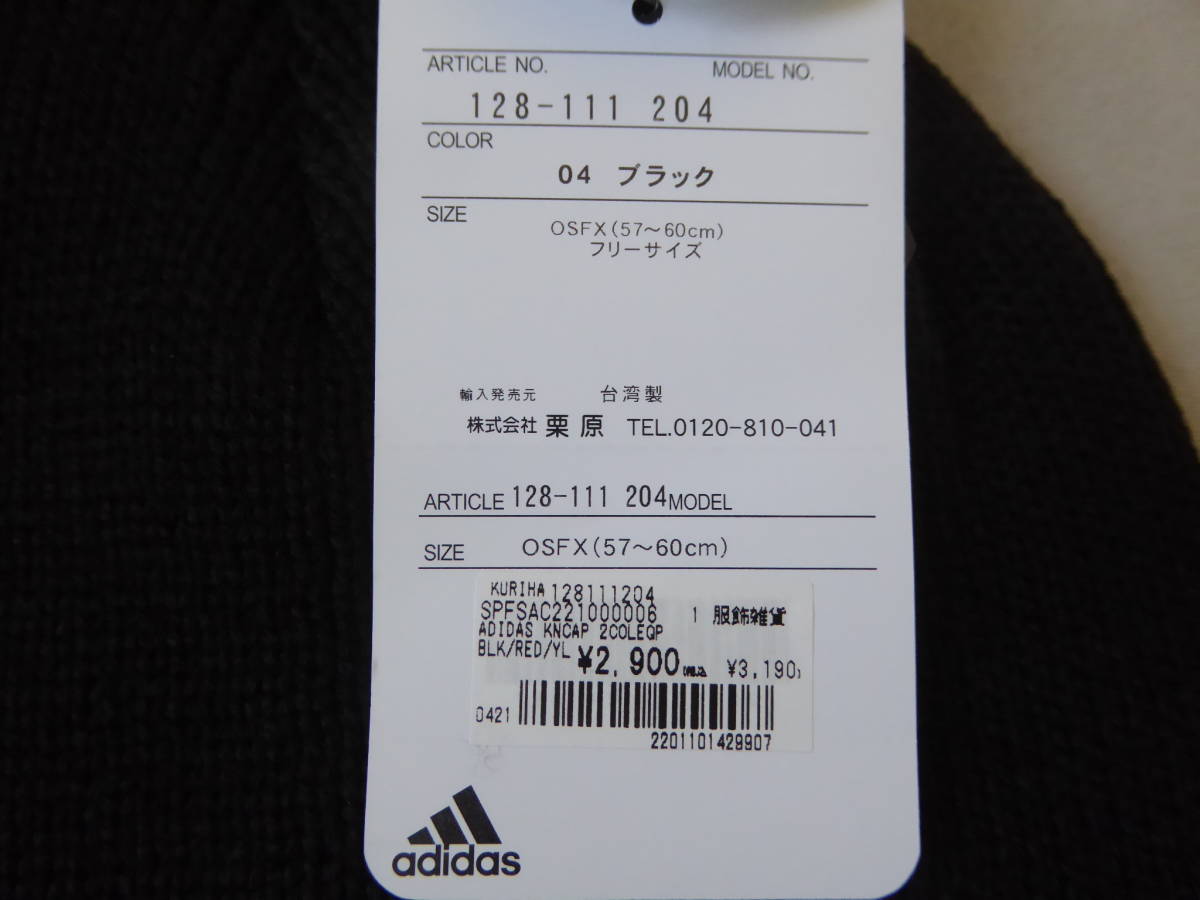 ARTICLE NO. MODEL NO.
128-111 204
COLOR
04 ブラック
SIZE
OSFX(57～60cm)
フリーサイズ
輸入発売元 台湾製
株式会社 栗原 TEL.0120-810-041
ARTICLE 128-111 204 MODEL
SIZE OSFX(57～60cm)
KURIHA 128111204
SPFSAC221000006 1 服飾雑貨
ADIDAS KNCAP 2COLEQP
BLK/RED/YL ¥2,900 ¥3,190)
0421
2201101429907
adidas